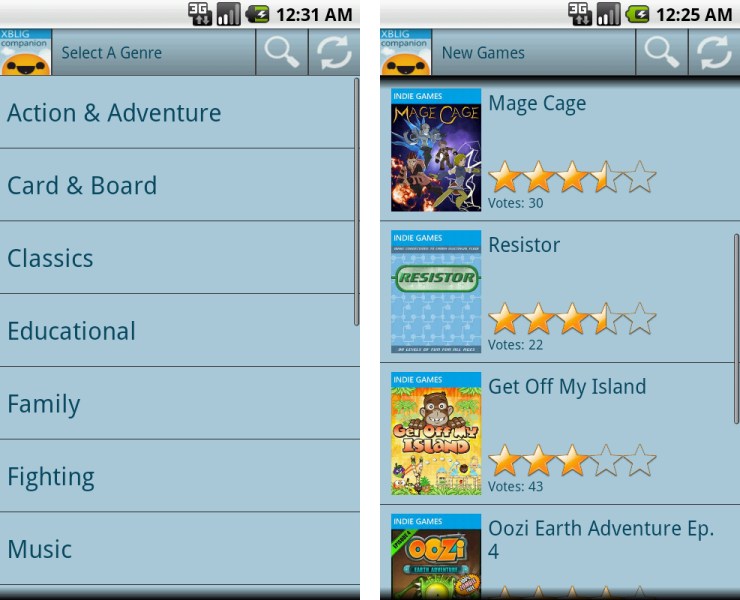 3G
12:31 AM
XBLIG
companion
Select A Genre
Action & Adventure
Card & Board
Classics
Educational
Family
Fighting
Music
3G
12:25 AM
XBLIG
companion
New Games
INDIE GAMES
MAGE CAGE
Mage Cage
Votes: 30
INDIE GAMES
RESISTOR
Resistor
Votes: 22
INDIE GAMES
Get Off My
ISLAND
Get Off My Island
Votes: 43
INDIE GAMES
OOZi
EARTH ADVENTURE
Oozi Earth Adventure Ep.
4